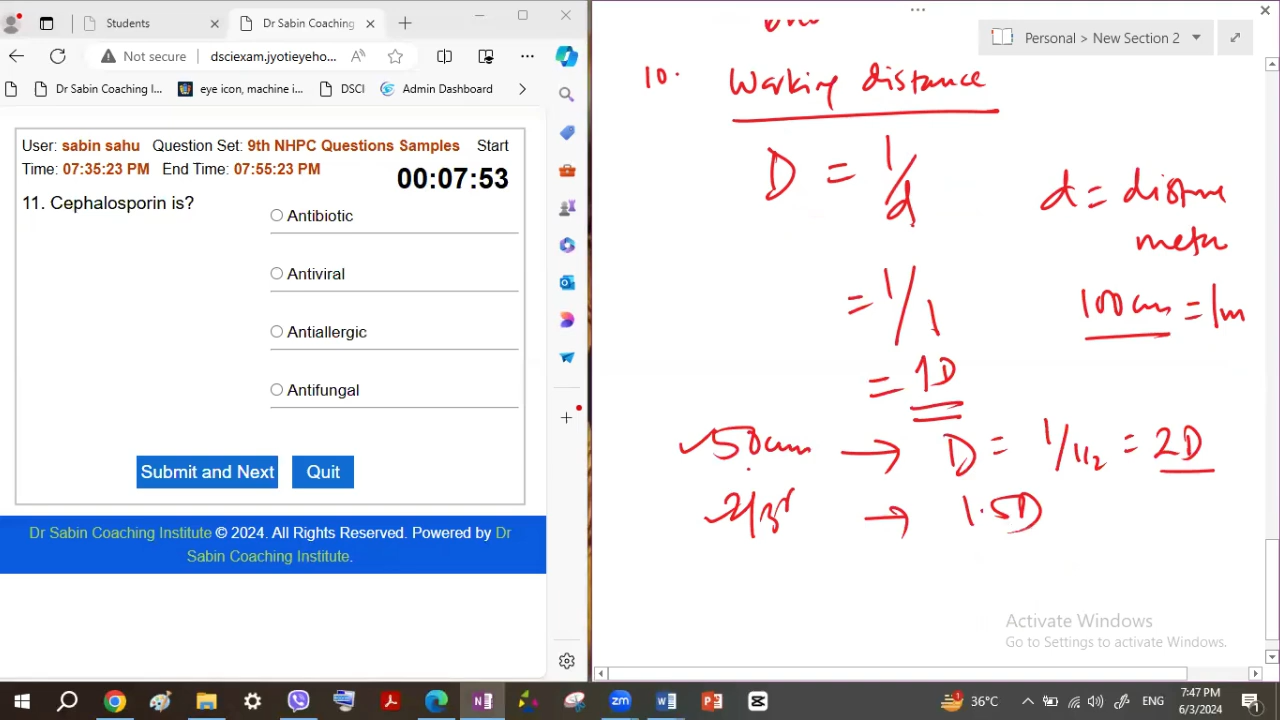 Students
Dr Sabin Coaching
Not secure
dsciexam.jyotieyeho...
Dr Sabin Coaching I...
eye icon, machine i...
DSCI
Admin Dashboard
User: sabin sahu Question Set: 9th NHPC Questions Samples Start
Time: 07:35:23 PM End Time: 07:55:23 PM
00:07:53
11. Cephalosporin is?
Antibiotic
Antiviral
Antiallergic
Antifungal
Submit and Next
Quit
Dr Sabin Coaching Institute © 2024. All Rights Reserved. Powered by Dr
Sabin Coaching Institute.
Personal > New Section 2
10. Working distance
D = 1/d
d = distance
meter
= 1/1
100cm = 1m
= 1D
50cm → D = 1/1/2 = 2D
2/3rd → 1.5D
Activate Windows
Go to Settings to activate Windows.
zm
W
P
36°C
ENG
7:47 PM
6/3/2024